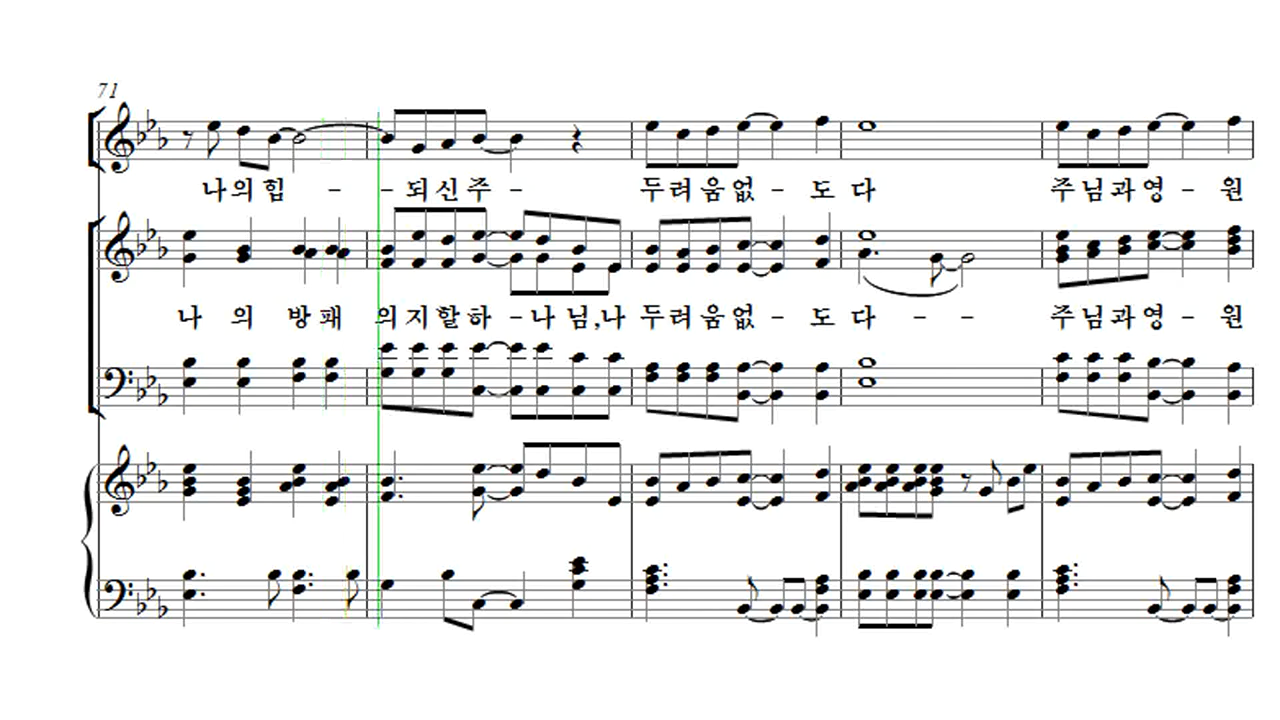 71
나의힘 - - 되신주 - 두려움없 - 도다 주님과영 - 원
나 의 방패 의지할하 - 나님,나 두려움없 - 도다 - - 주님과영 - 원